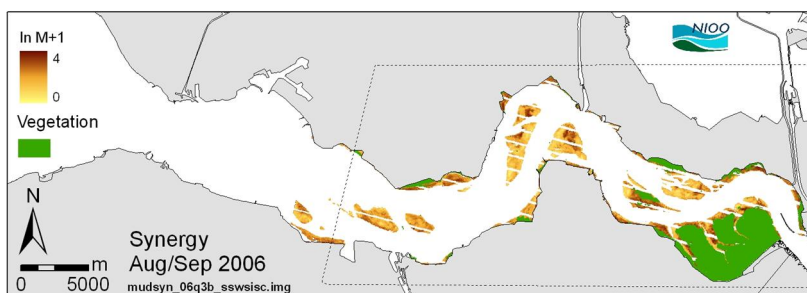 ln M+1
4
0
Vegetation
N
m
0 5000
Synergy
Aug/Sep 2006
mudsyn_06q3b_sswsisc.img
NIOO